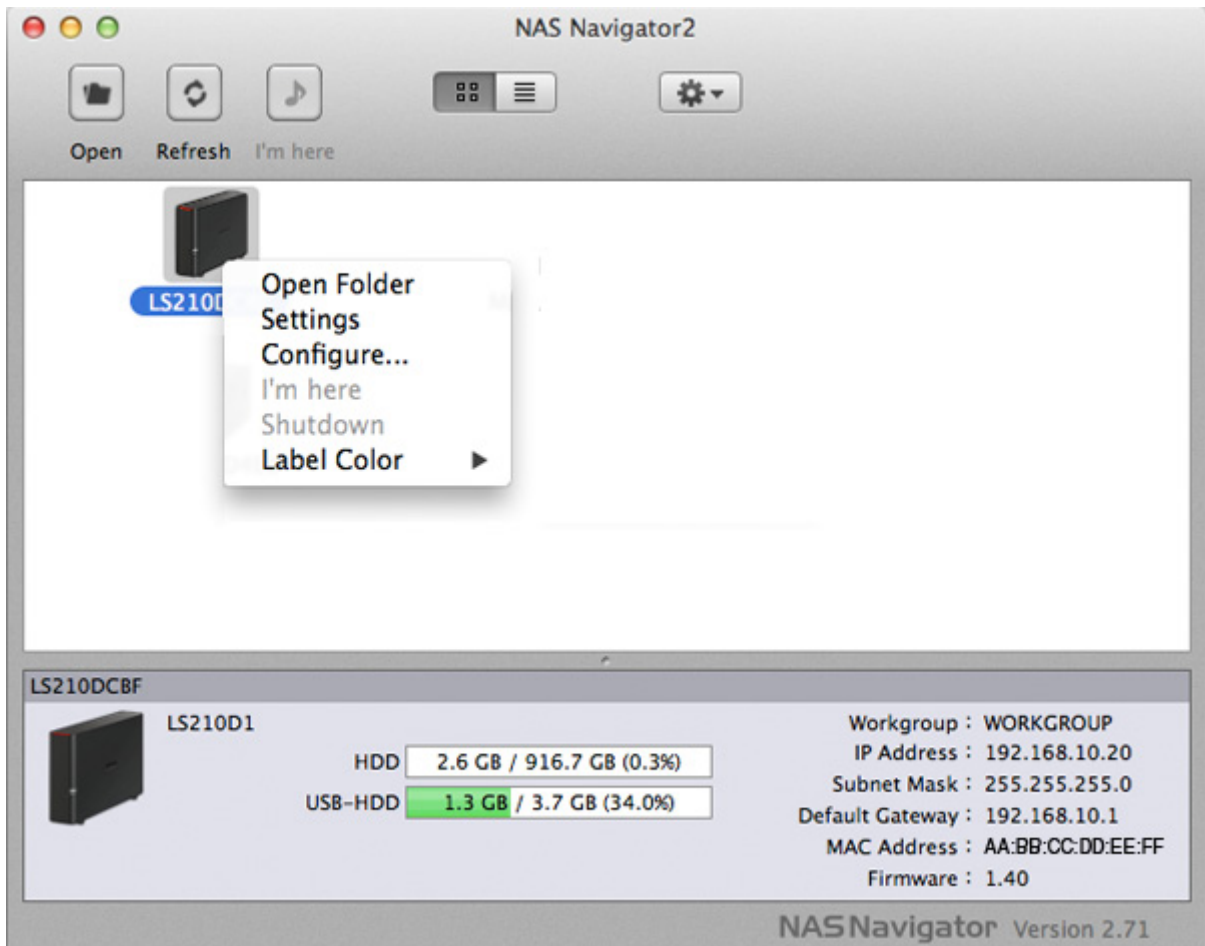 NAS Navigator2
Open Refresh I'm here
Open Folder
LS210D
Settings
Configure...
I'm here
Shutdown
Label Color
LS210DCBF
LS210D1
HDD 2.6 GB / 916.7 GB (0.3%)
USB-HDD 1.3 GB / 3.7 GB (34.0%)
Workgroup : WORKGROUP
IP Address : 192.168.10.20
Subnet Mask : 255.255.255.0
Default Gateway : 192.168.10.1
MAC Address : AA:BB:CC:DD:EE:FF
Firmware : 1.40
NASNavigator Version 2.71